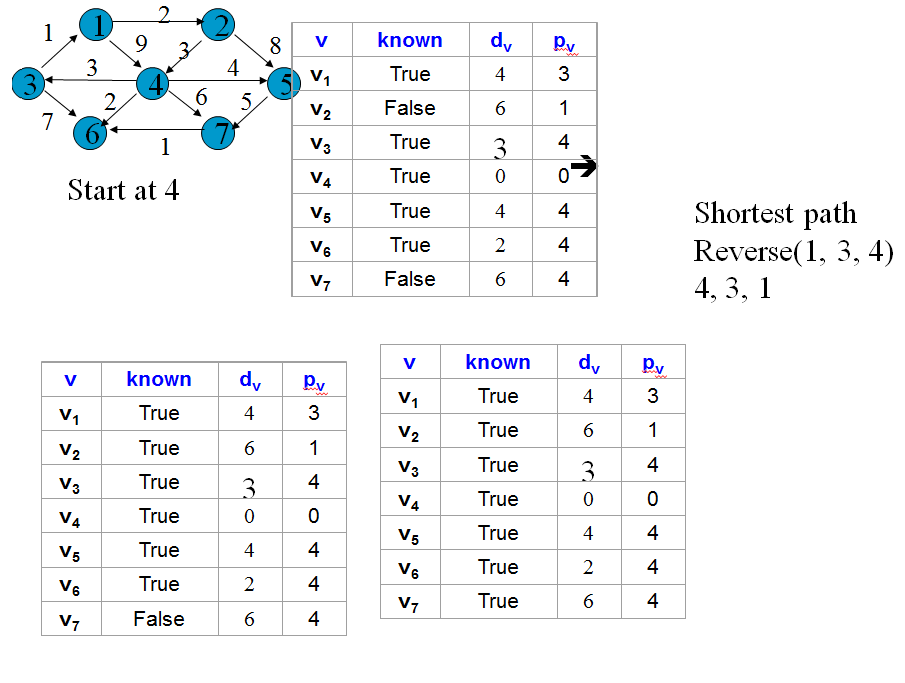 1 2
1 2
9 3 8
3 4
3 4 5
2 6 5
7
6 7
1
Start at 4
v known dv pv
v1 True 4 3
v2 False 6 1
v3 True 3 4
v4 True 0 0
v5 True 4 4
v6 True 2 4
v7 False 6 4
Shortest path
Reverse(1, 3, 4)
4, 3, 1
v known dv pv
v1 True 4 3
v2 True 6 1
v3 True 3 4
v4 True 0 0
v5 True 4 4
v6 True 2 4
v7 False 6 4
v known dv pv
v1 True 4 3
v2 True 6 1
v3 True 3 4
v4 True 0 0
v5 True 4 4
v6 True 2 4
v7 True 6 4